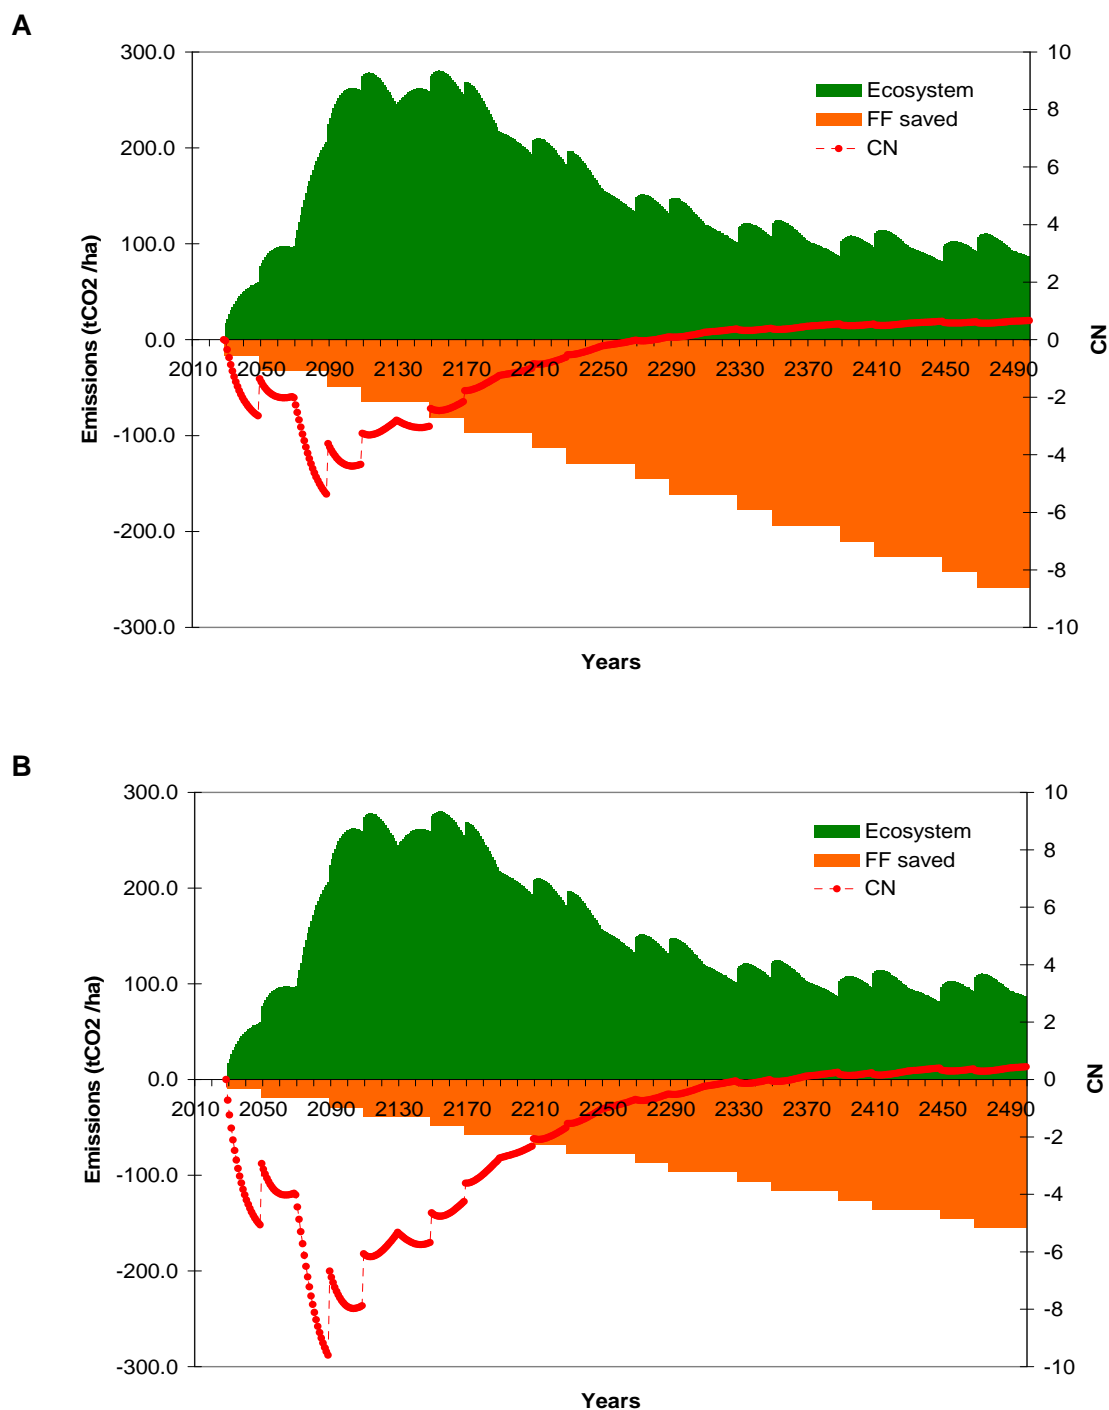 A
300.0
200.0
100.0
0.0
-100.0
-200.0
-300.0
Emissions (tCO2 /ha)
10
8
6
4
2
0
-2
-4
-6
-8
-10
CN
Ecosystem
FF saved
CN
2010 2050 2090 2130 2170 2210 2250 2290 2330 2370 2410 2450 2490
Years
B
300.0
200.0
100.0
0.0
-100.0
-200.0
-300.0
Emissions (tCO2 /ha)
10
8
6
4
2
0
-2
-4
-6
-8
-10
CN
Ecosystem
FF saved
CN
2010 2050 2090 2130 2170 2210 2250 2290 2330 2370 2410 2450 2490
Years